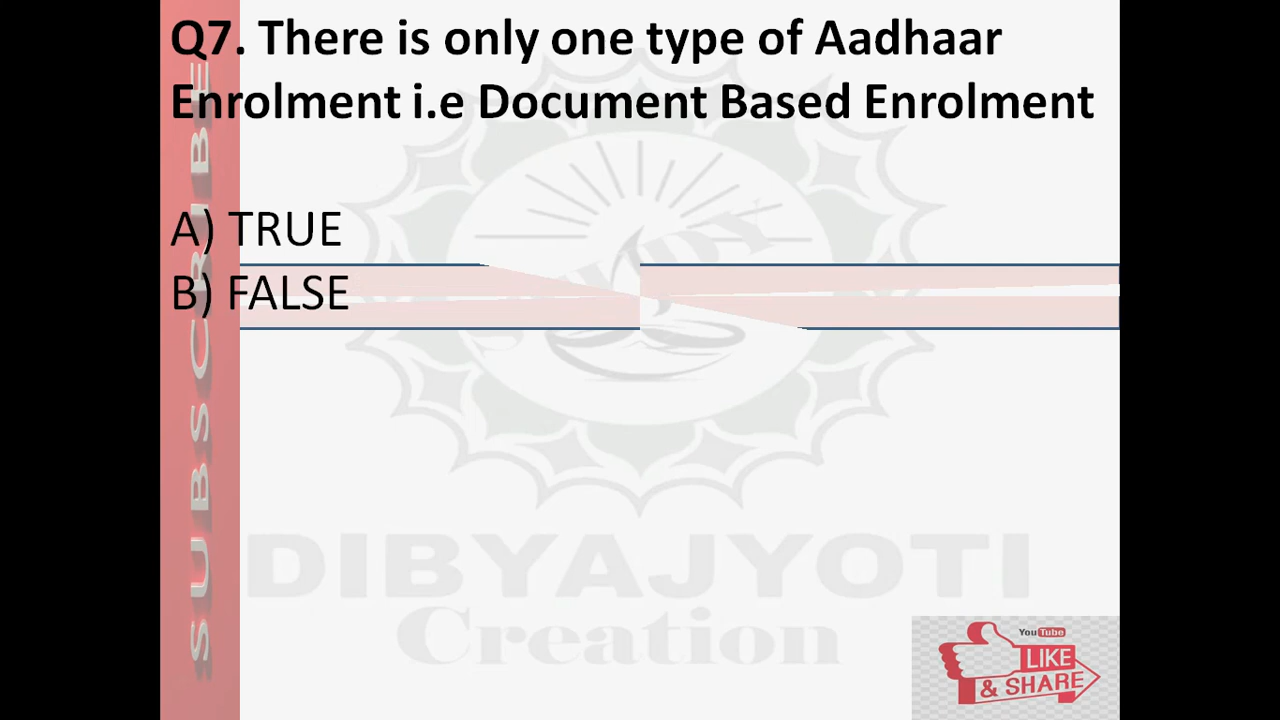 Q7. There is only one type of Aadhaar
Enrolment i.e Document Based Enrolment
A) TRUE
B) FALSE
SUBSCRIBE
DIBYAJYOTI
Creation
YouTube
LIKE
& SHARE